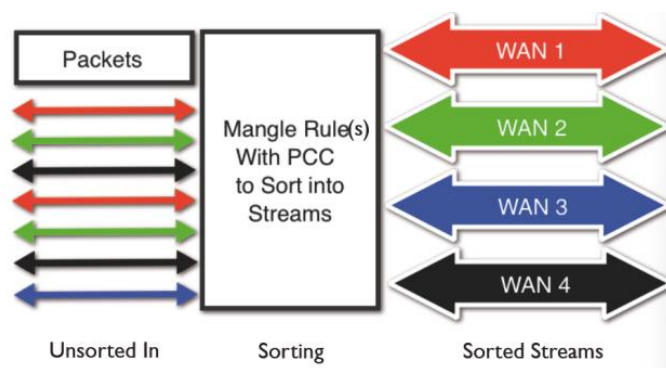 Packets
Mangle Rule(s)
With PCC
to Sort into
Streams
WAN 1
WAN 2
WAN 3
WAN 4
Unsorted In
Sorting
Sorted Streams